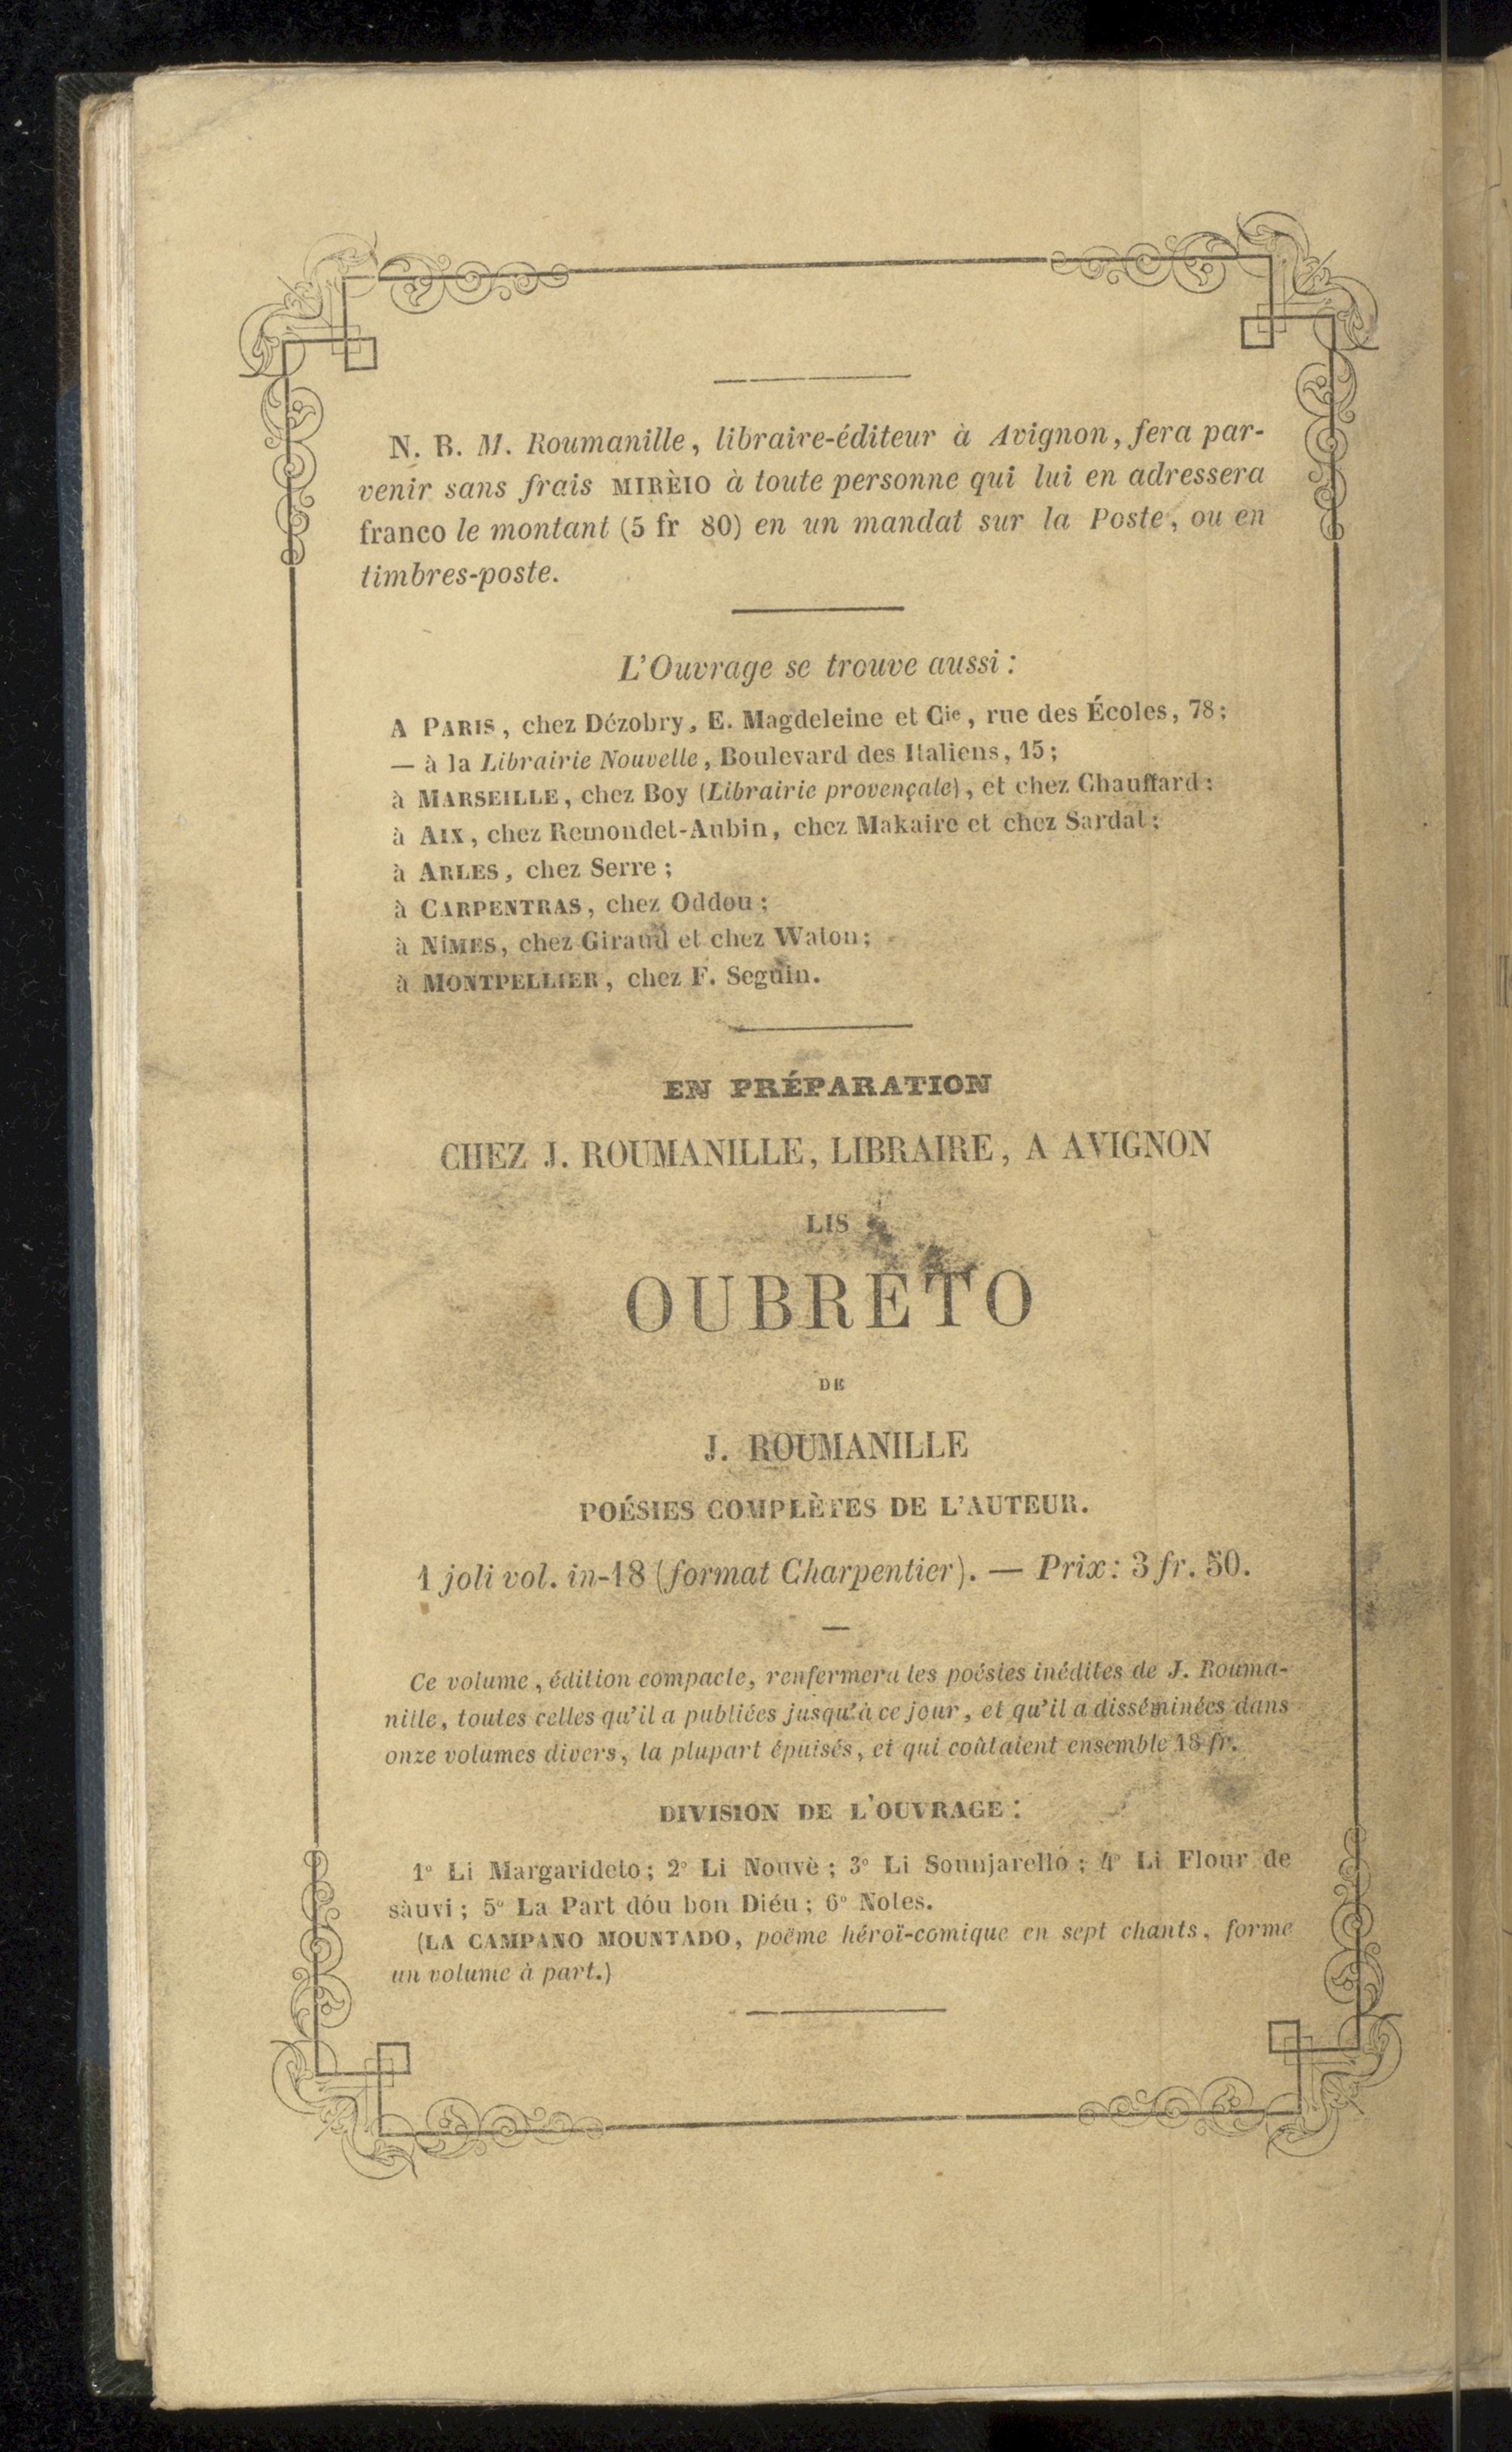 N. B. M. Roumanille, libraire-éditeur à Avignon, fera par-
venir sans frais MIRÈIO à toute personne qui lui en adressera
franco le montant (5 fr 80) en un mandat sur la Poste, ou en
timbres-poste.
L'Ouvrage se trouve aussi :
A PARIS, chez Dézobry, E. Magdeleine et Cie, rue des Écoles, 78;
— à la Librairie Nouvelle, Boulevard des Italiens, 15;
à MARSEILLE, chez Boy (Librairie provençale), et chez Chauffard;
à AIX, chez Remondet-Aubin, chez Makaire et chez Sardat;
à ARLES, chez Serre;
à CARPENTRAS, chez Oddou;
à NîMES, chez Giraud et chez Waton;
à MONTPELLIER, chez F. Seguin.
EN PRÉPARATION
CHEZ J. ROUMANILLE, LIBRAIRE, A AVIGNON
LIS
OUBRETO
DE
J. ROUMANILLE
POÉSIES COMPLÈTES DE L'AUTEUR.
1 joli vol. in-18 (format Charpentier). — Prix: 3 fr. 50.
Ce volume, édition compacte, renfermera les poésies inédites de J. Rouma-
nille, toutes celles qu'il a publiées jusqu'à ce jour, et qu'il a disséminées dans
onze volumes divers, la plupart épuisés, et qui coûtaient ensemble 18 fr.
DIVISION DE L'OUVRAGE :
1° Li Margarideto; 2° Li Nouvè; 3° Li Sounjarello; 4° Li Flour de
sàuvi; 5° La Part dóu bon Diéu; 6° Notes.
(LA CAMPANO MOUNTADO, poëme héroï-comique en sept chants, forme
un volume à part.)